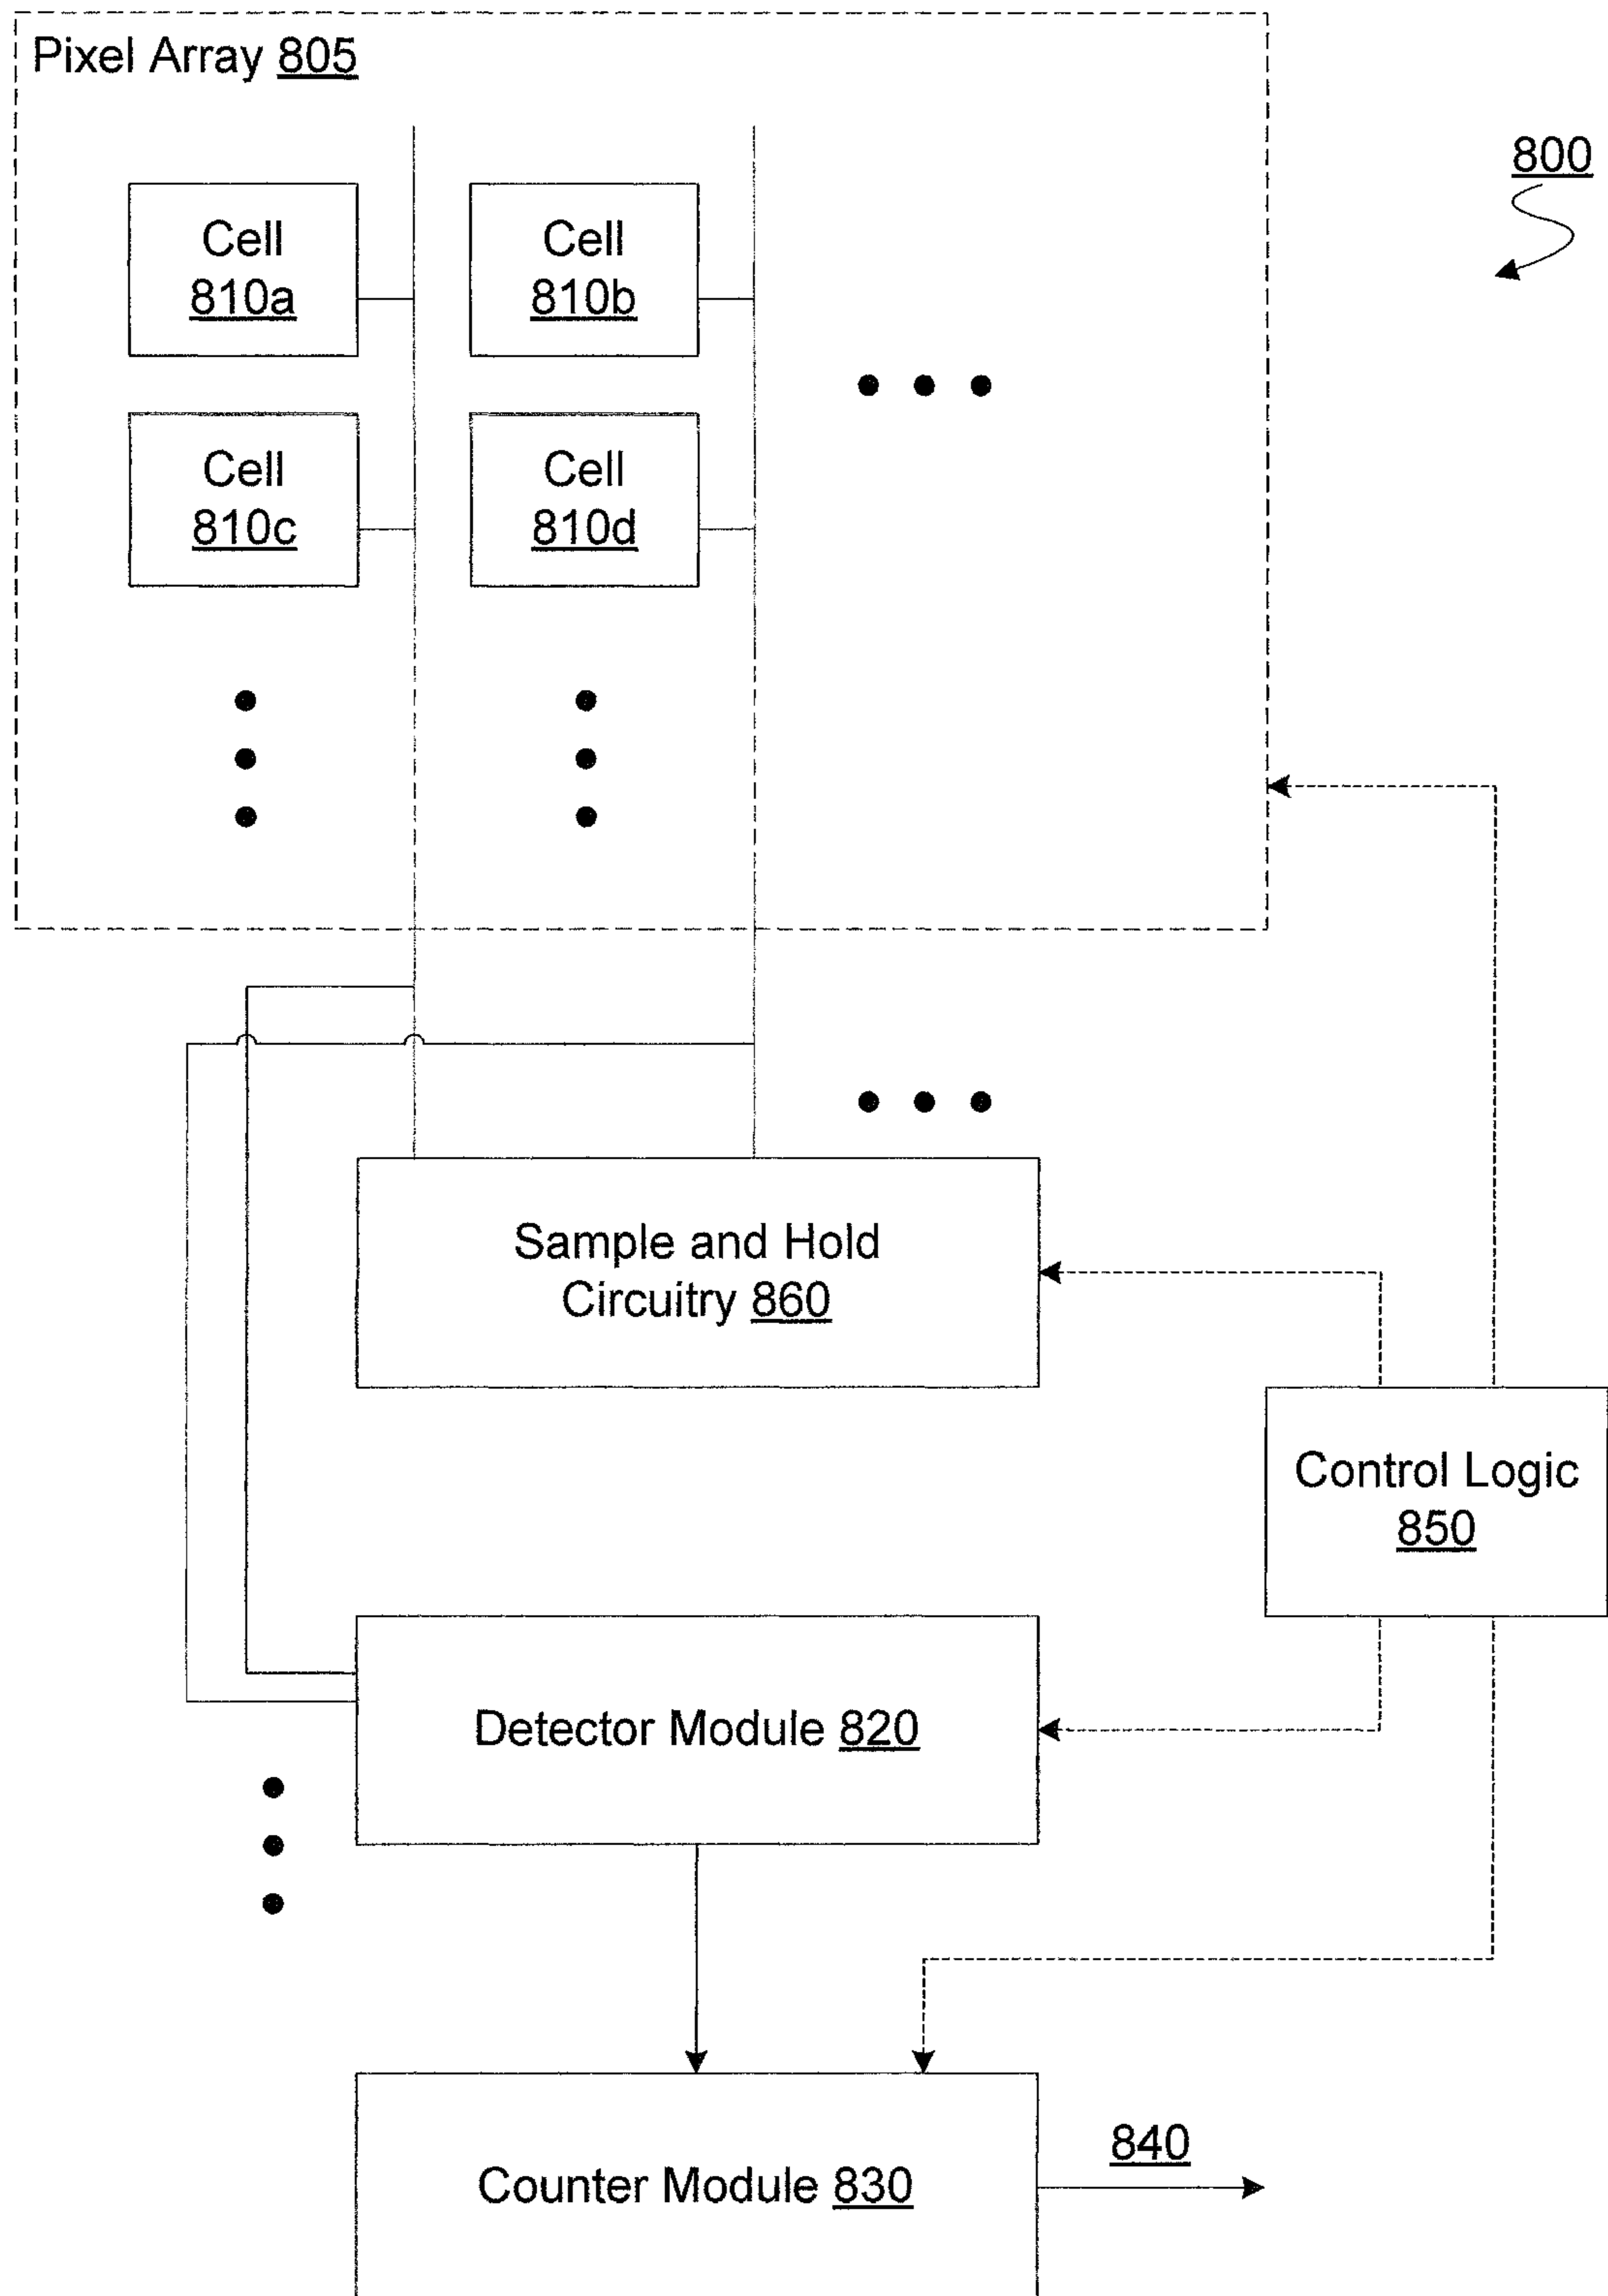 Pixel Array 805
800
Cell
810a
Cell
810b
Cell
810c
Cell
810d
Sample and Hold
Circuitry 860
Control Logic
850
Detector Module 820
840
Counter Module 830